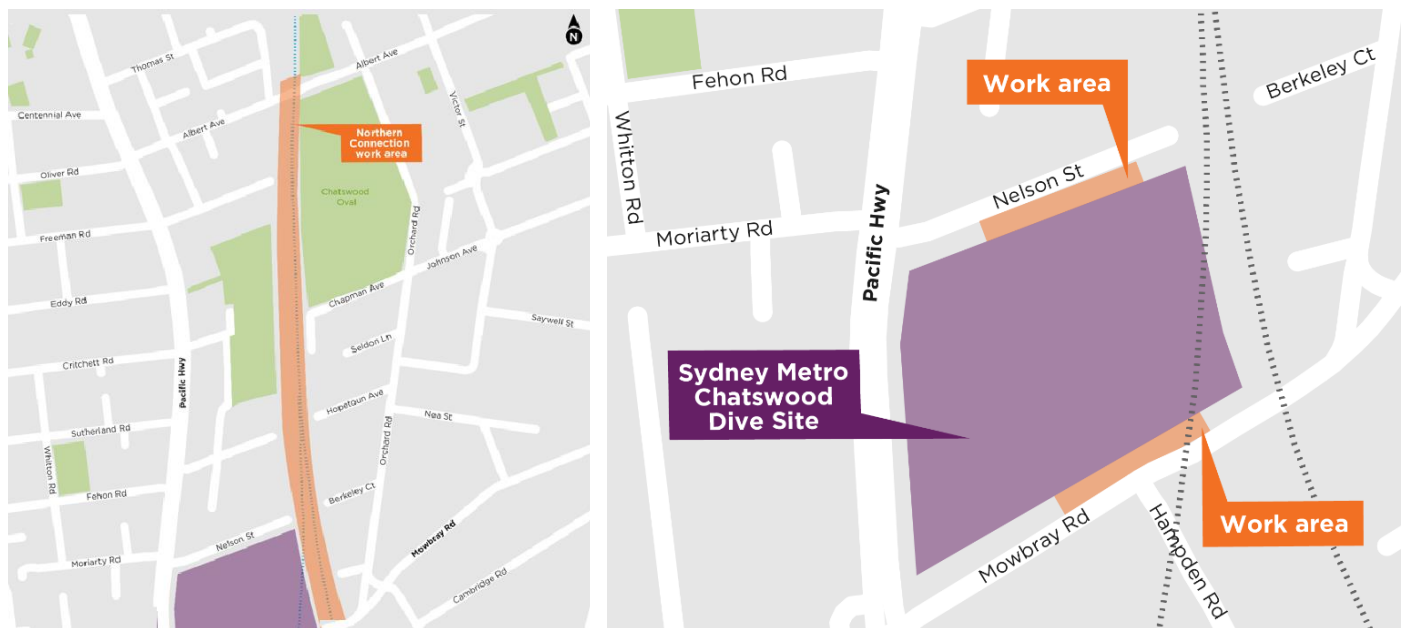 N
Thomas St
Albert Ave
Victor St
Centennial Ave
Albert Ave
Northern
Connection
work area
Oliver Rd
Chatswood
Oval
Orchard Rd
Freeman Rd
Johnson Ave
Eddy Rd
Chapman Ave
Saywell St
Seldon Ln
Critchett Rd
Pacific Hwy
Hopetoun Ave
Nea St
Sutherland Rd
Orchard Rd
Whitton Rd
Fehon Rd
Berkeley Ct
Nelson St
Mowbray Rd
Moriarty Rd
Cambridge Rd
Fehon Rd
Work area
Berkeley Ct
Whitton Rd
Nelson St
Pacific Hwy
Moriarty Rd
Sydney Metro
Chatswood
Dive Site
Work area
Mowbray Rd
Hampden Rd